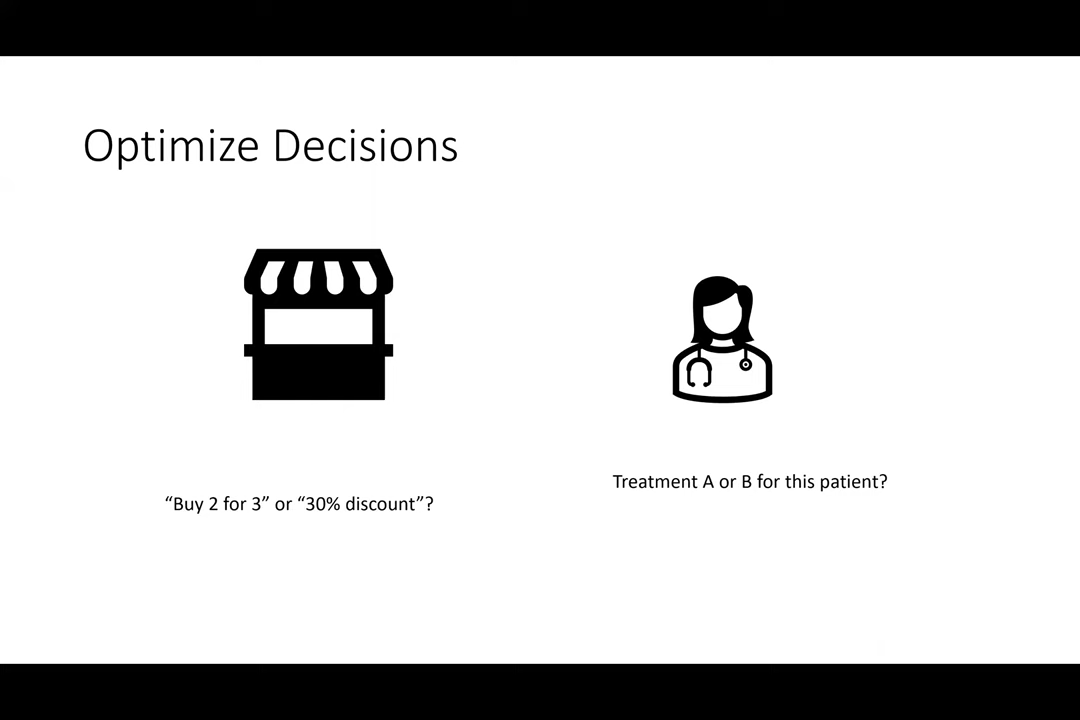 Optimize Decisions
“Buy 2 for 3” or “30% discount”?
Treatment A or B for this patient?